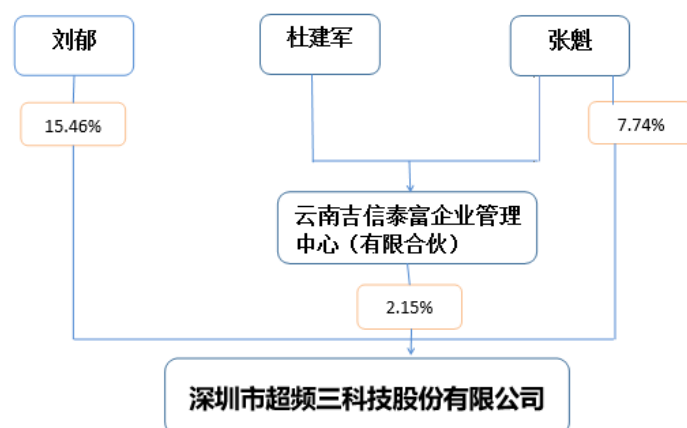 刘郁
杜建军
张魁
15.46%
7.74%
云南吉信泰富企业管理
中心（有限合伙）
2.15%
深圳市超频三科技股份有限公司